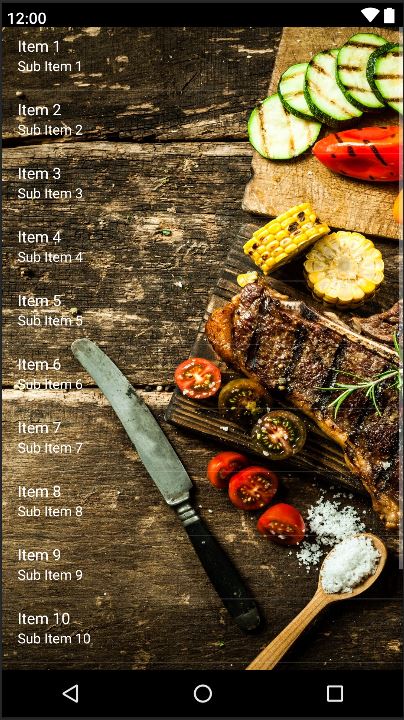 12:00
Item 1
Sub Item 1
Item 2
Sub Item 2
Item 3
Sub Item 3
Item 4
Sub Item 4
Item 5
Sub Item 5
Item 6
Sub Item 6
Item 7
Sub Item 7
Item 8
Sub Item 8
Item 9
Sub Item 9
Item 10
Sub Item 10